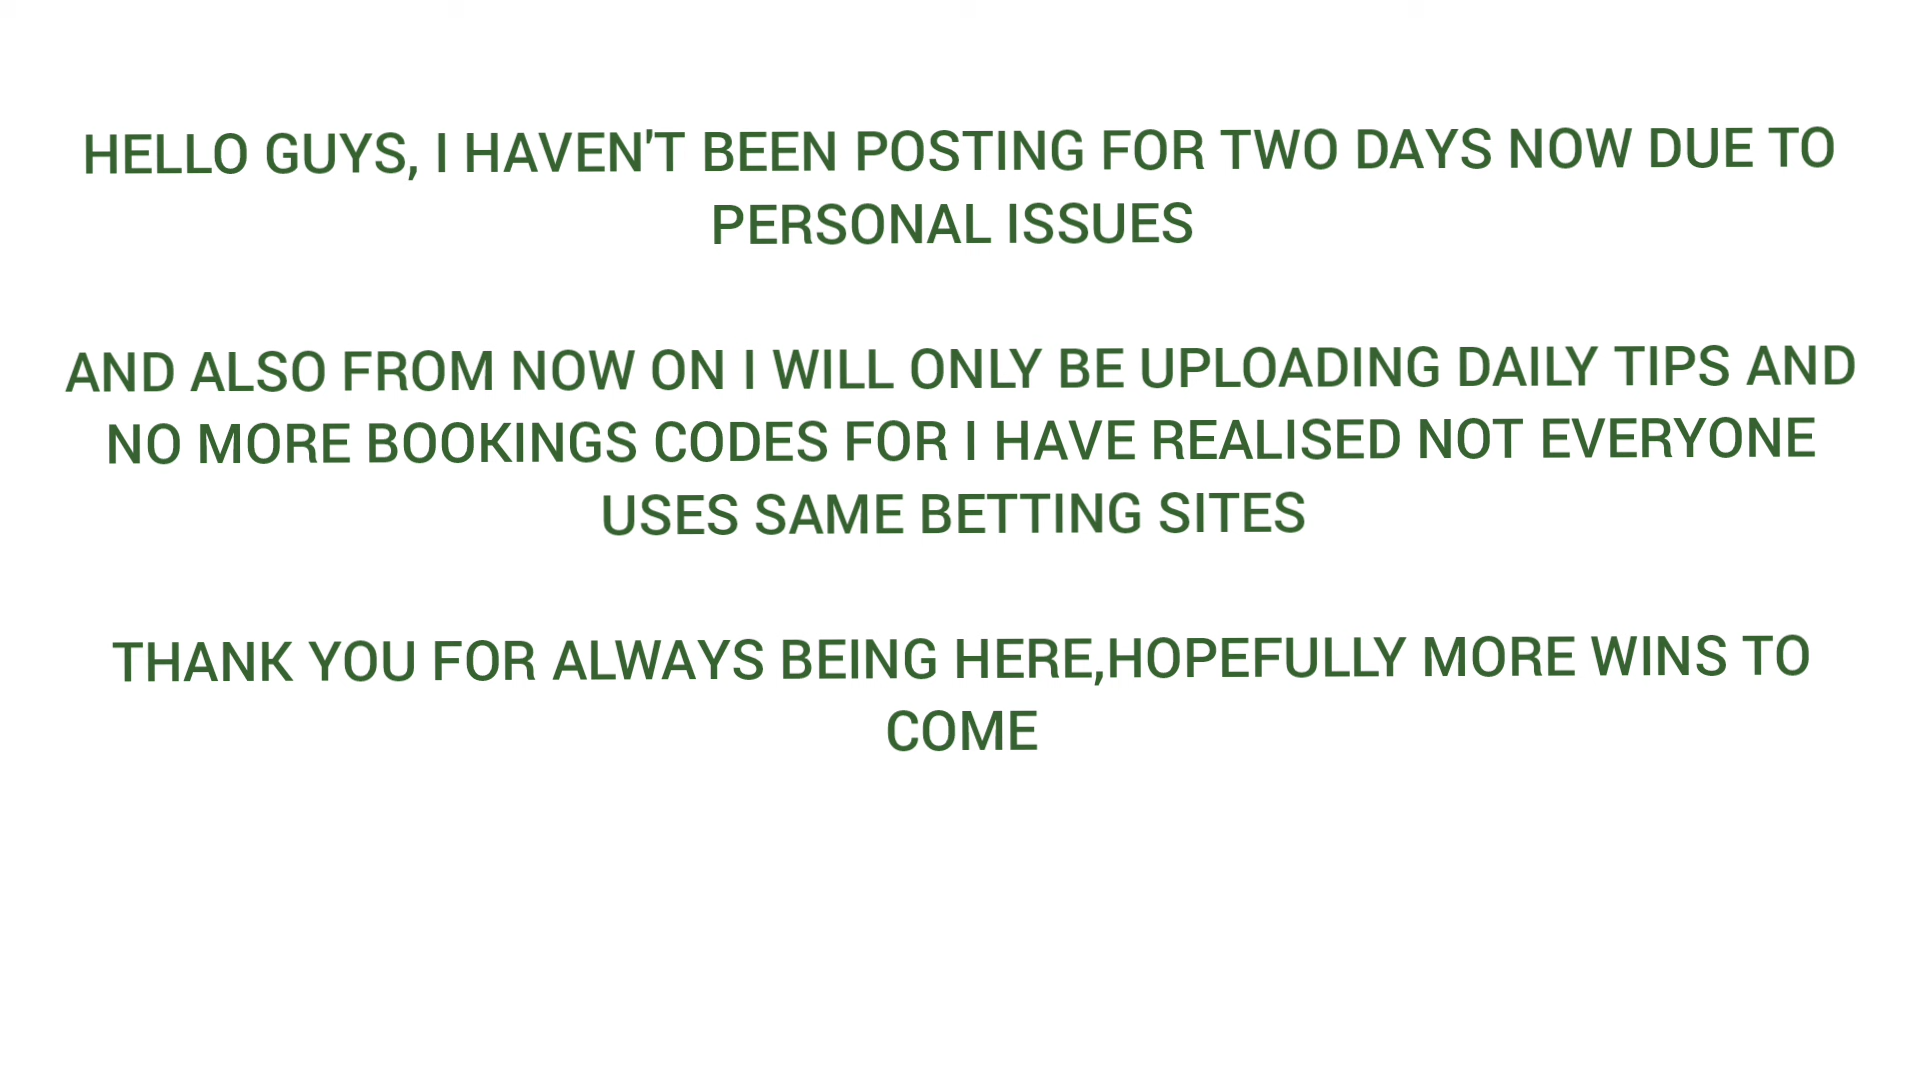 HELLO GUYS, I HAVEN'T BEEN POSTING FOR TWO DAYS NOW DUE TO
PERSONAL ISSUES
AND ALSO FROM NOW ON I WILL ONLY BE UPLOADING DAILY TIPS AND
NO MORE BOOKINGS CODES FOR I HAVE REALISED NOT EVERYONE
USES SAME BETTING SITES
THANK YOU FOR ALWAYS BEING HERE,HOPEFULLY MORE WINS TO
COME